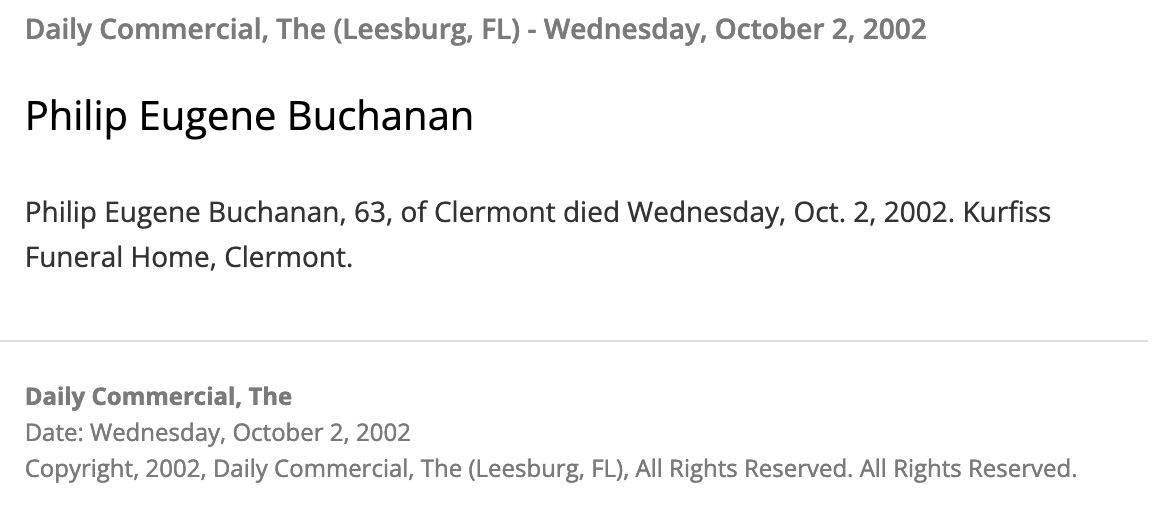 Daily Commercial, The (Leesburg, FL) - Wednesday, October 2, 2002
Philip Eugene Buchanan
Philip Eugene Buchanan, 63, of Clermont died Wednesday, Oct. 2, 2002. Kurfiss
Funeral Home, Clermont.
Daily Commercial, The
Date: Wednesday, October 2, 2002
Copyright, 2002, Daily Commercial, The (Leesburg, FL), All Rights Reserved. All Rights Reserved.